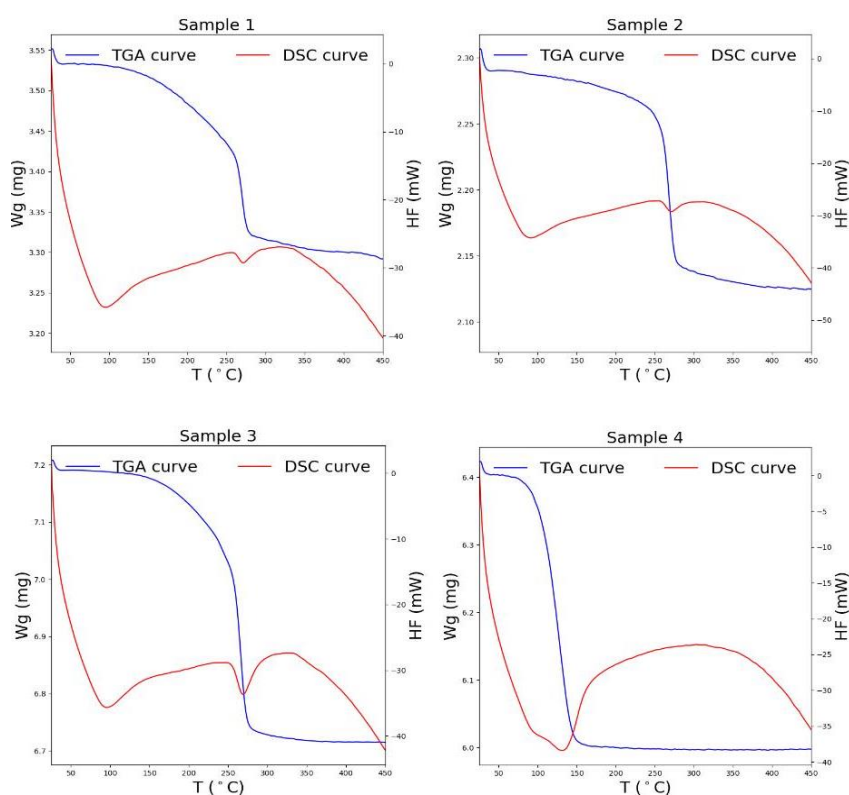 Sample 1
TGA curve DSC curve
3.55
3.50
3.45
3.40
3.35
3.30
3.25
3.20
Wg (mg)
0
−10
−20
−30
−40
HF (mW)
50 100 150 200 250 300 350 400 450
T (°C)
Sample 2
TGA curve DSC curve
2.30
2.25
2.20
2.15
2.10
Wg (mg)
0
−10
−20
−30
−40
−50
HF (mW)
50 100 150 200 250 300 350 400 450
T (°C)
Sample 3
TGA curve DSC curve
7.2
7.1
7.0
6.9
6.8
6.7
Wg (mg)
0
−10
−20
−30
−40
HF (mW)
50 100 150 200 250 300 350 400 450
T (°C)
Sample 4
TGA curve DSC curve
6.4
6.3
6.2
6.1
6.0
Wg (mg)
0
−5
−10
−15
−20
−25
−30
−35
−40
HF (mW)
50 100 150 200 250 300 350 400 450
T (°C)